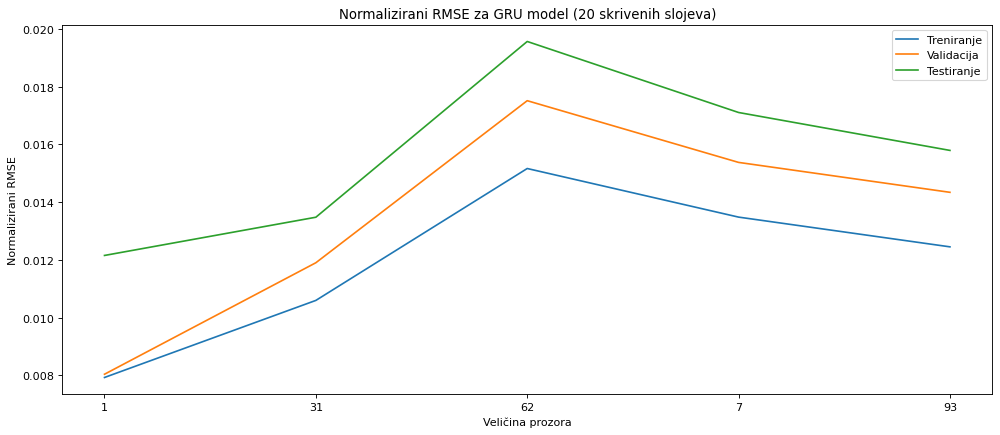 Normalizirani RMSE za GRU model (20 skrivenih slojeva)
Treniranje
Validacija
Testiranje
Normalizirani RMSE
0.020
0.018
0.016
0.014
0.012
0.010
0.008
1 31 62 7 93
Veličina prozora